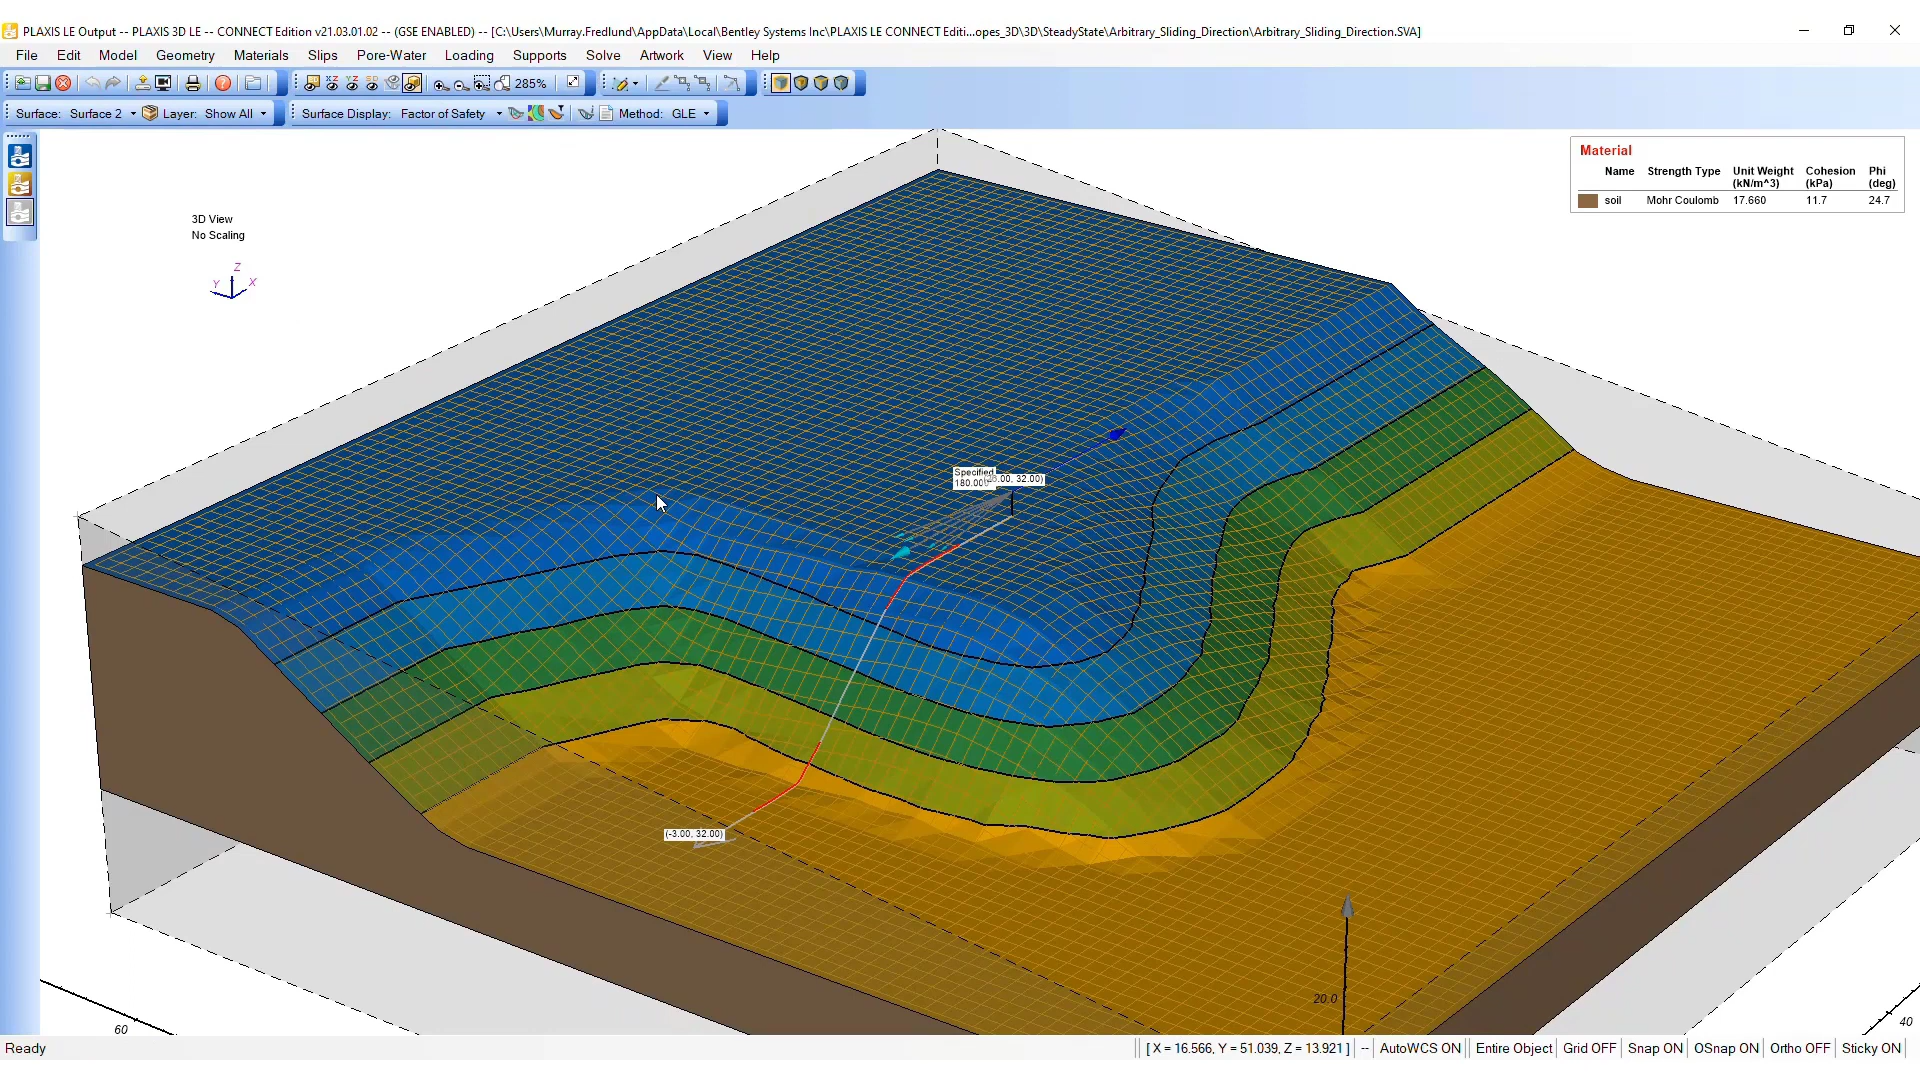 PLAXIS LE Output -- PLAXIS 3D LE -- CONNECT Edition v21.03.01.02 -- (GSE ENABLED) -- [C:\Users\Murray.Fredlund\AppData\Local\Bentley Systems Inc\PLAXIS LE CONNECT Editi...opes_3D\3D\SteadyState\Arbitrary_Sliding_Direction\Arbitrary_Sliding_Direction.SVA]
File Edit Model Geometry Materials Slips Pore-Water Loading Supports Solve Artwork View Help
285%
Surface: Surface 2 Layer: Show All Surface Display: Factor of Safety Method: GLE
Material
Name Strength Type Unit Weight (kN/m^3) Cohesion (kPa) Phi (deg)
soil Mohr Coulomb 17.660 11.7 24.7
3D View
No Scaling
Z
Y X
Specified
180.00
.00, 32.00)
(-3.00, 32.00)
20.0
60
40
Ready [ X = 16.566, Y = 51.039, Z = 13.921 ] -- AutoWCS ON Entire Object Grid OFF Snap ON OSnap ON Ortho OFF Sticky ON